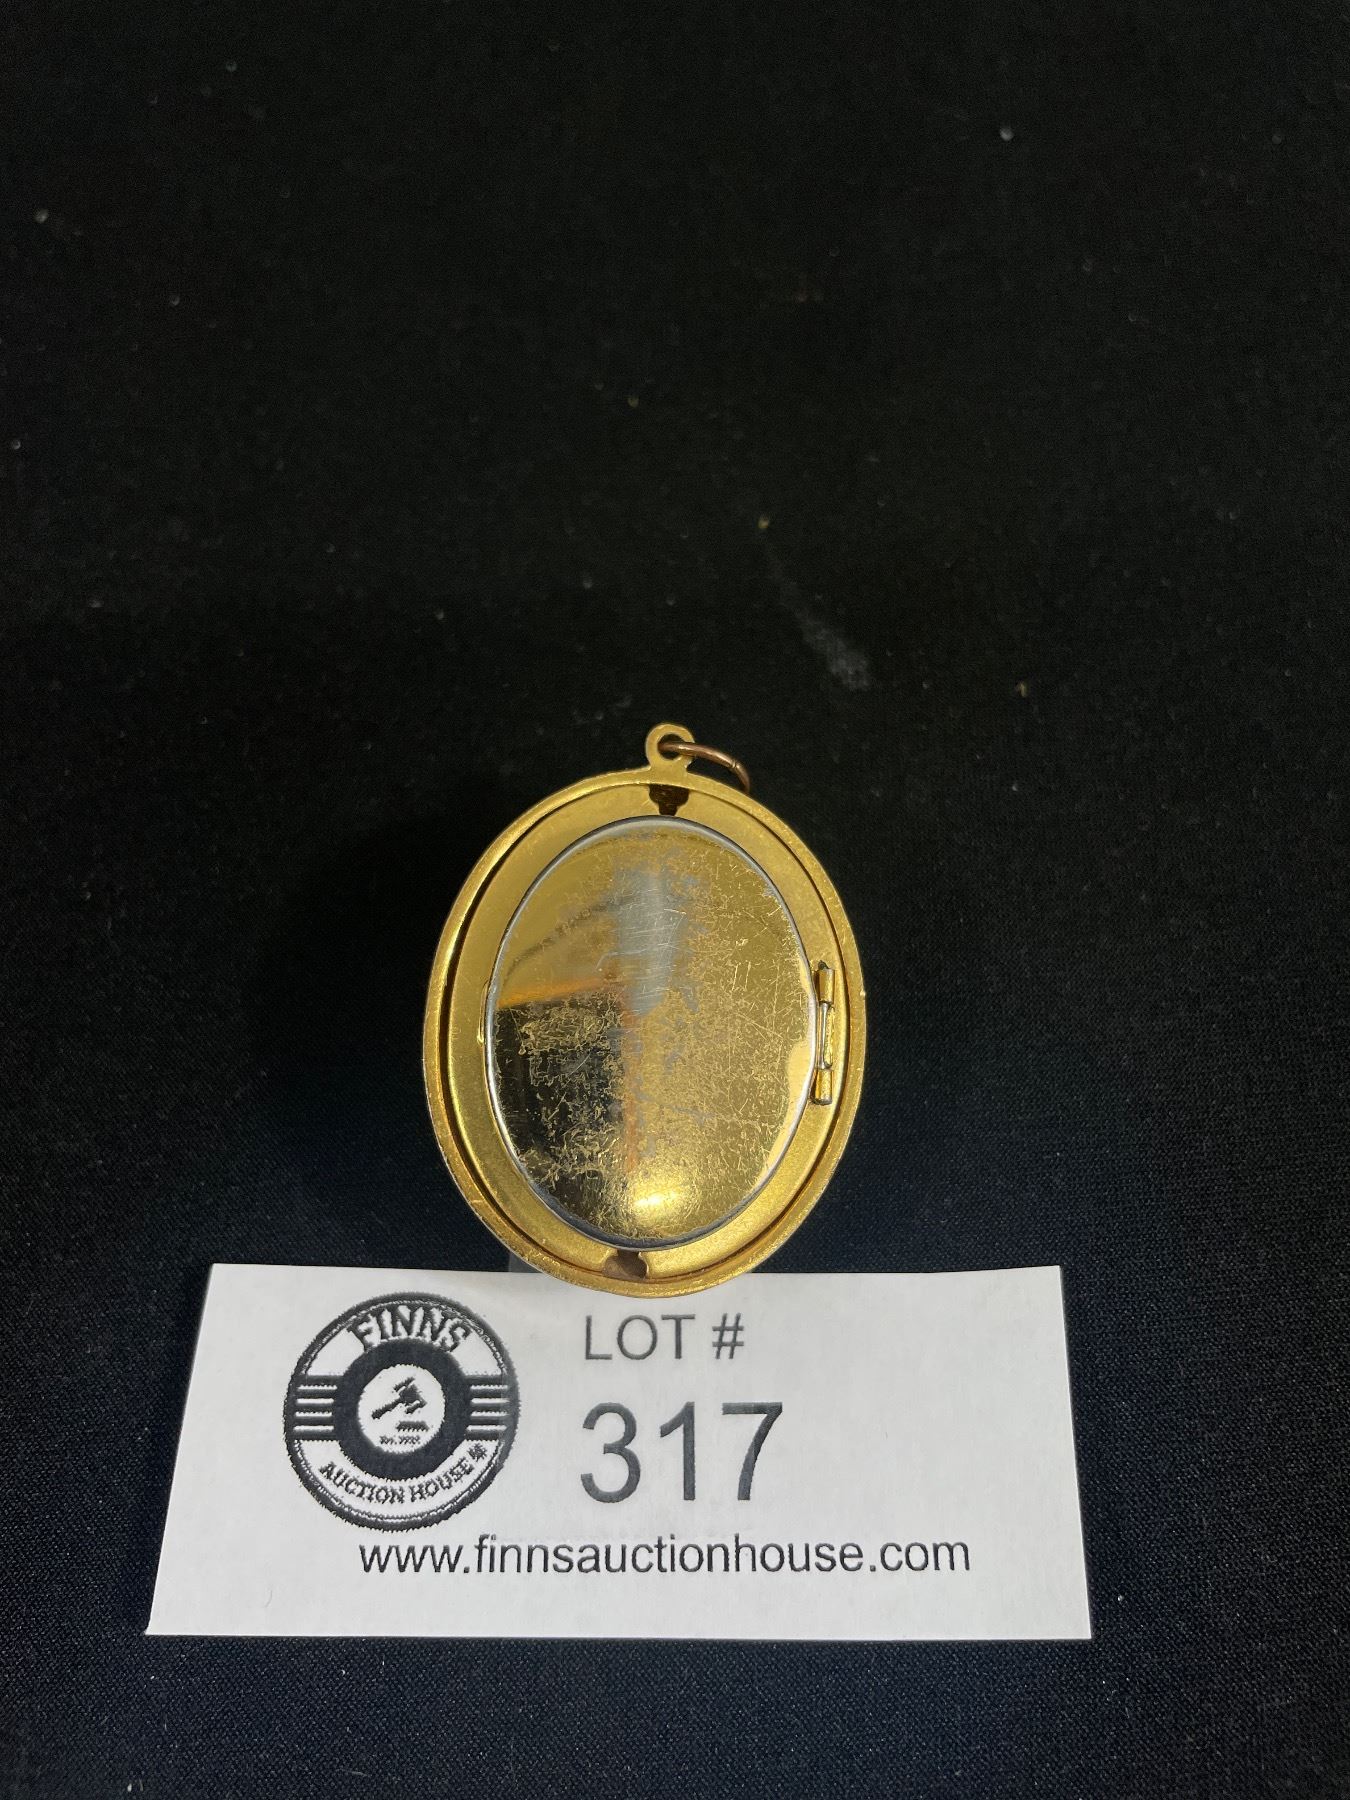 FINNS
AUCTION HOUSE
LOT #
317
www.finnsauctionhouse.com